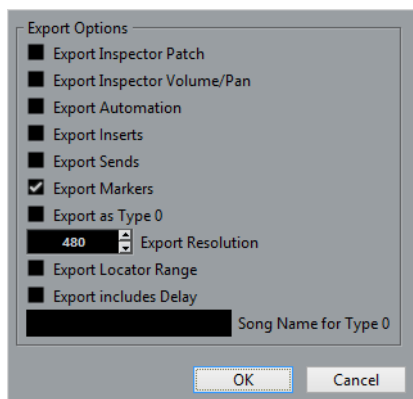 Export Options
Export Inspector Patch
Export Inspector Volume/Pan
Export Automation
Export Inserts
Export Sends
Export Markers
Export as Type 0
480 Export Resolution
Export Locator Range
Export includes Delay
Song Name for Type 0
OK Cancel